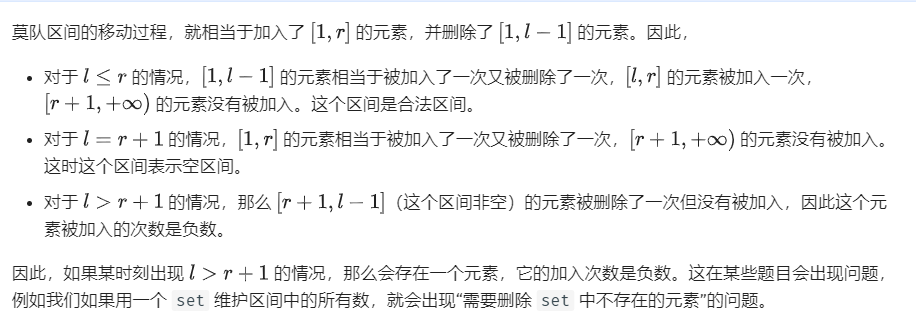 莫队区间的移动过程，就相当于加入了 [1, r] 的元素，并删除了 [1, l − 1] 的元素。因此，
• 对于 l ≤ r 的情况，[1, l − 1] 的元素相当于被加入了一次又被删除了一次，[l, r] 的元素被加入一次，
[r + 1, +∞) 的元素没有被加入。这个区间是合法区间。
• 对于 l = r + 1 的情况，[1, r] 的元素相当于被加入了一次又被删除了一次，[r + 1, +∞) 的元素没有被加入。
这时这个区间表示空区间。
• 对于 l > r + 1 的情况，那么 [r + 1, l − 1]（这个区间非空）的元素被删除了一次但没有被加入，因此这个元
素被加入的次数是负数。
因此，如果某时刻出现 l > r + 1 的情况，那么会存在一个元素，它的加入次数是负数。这在某些题目会出现问题，
例如我们如果用一个 set 维护区间中的所有数，就会出现“需要删除 set 中不存在的元素”的问题。